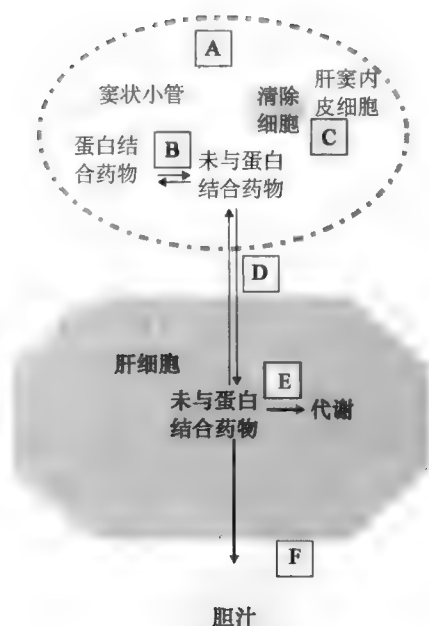 A
窦状小管
清除
细胞
肝窦内
皮细胞
C
蛋白结
合药物
B
未与蛋白
结合药物
D
肝细胞
未与蛋白
结合药物
E
代谢
F
胆汁